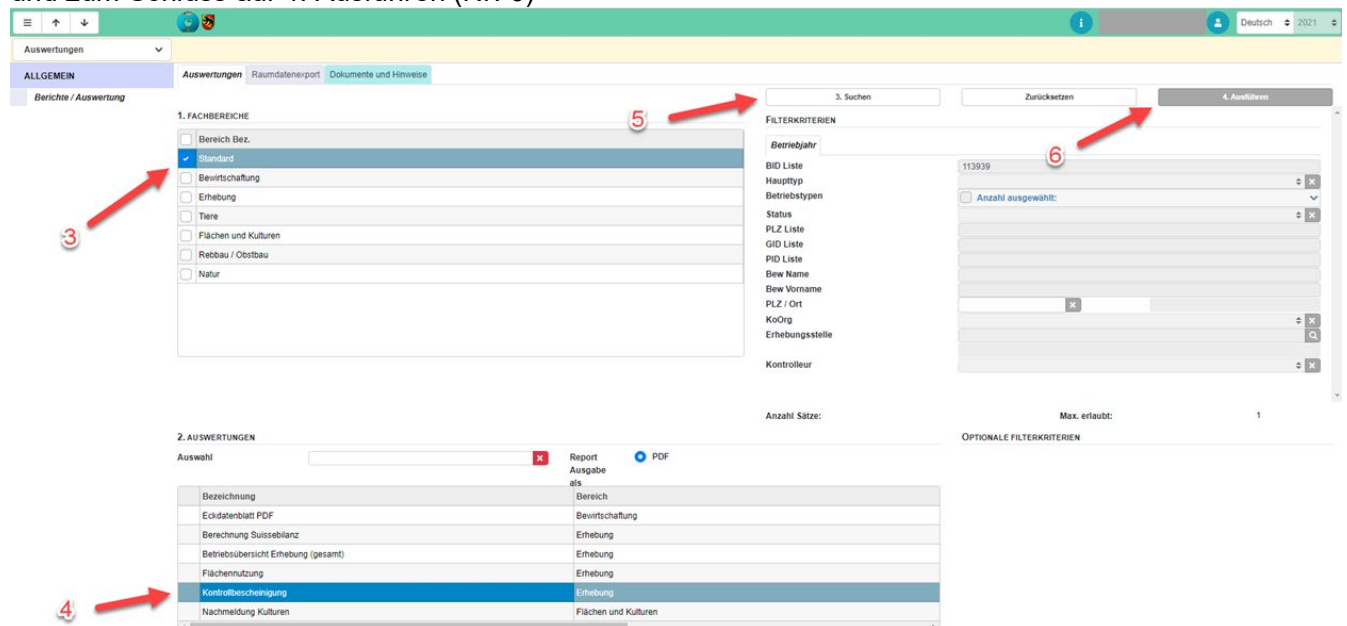 und zum Schluss auf 4. Ausführen (Nr. 6)
Deutsch 2021
Auswertungen
ALLGEMEIN
Berichte / Auswertung
Auswertungen Raumdatenexport Dokumente und Hinweise
3. Suchen Zurücksetzen 4. Ausführen
5
6
1. FACHBEREICHE
Bereich Bez.
Standard
Bewirtschaftung
Erhebung
Tiere
Flächen und Kulturen
Rebbau / Obstbau
Natur
3
FILTERKRITERIEN
Betriebjahr
BID Liste 113939
Haupttyp
Betriebstypen Anzahl ausgewählt:
Status
PLZ Liste
GID Liste
PID Liste
Bew Name
Bew Vorname
PLZ / Ort
KoOrg
Erhebungsstelle
Kontrolleur
Anzahl Sätze: Max. erlaubt: 1
2. AUSWERTUNGEN
OPTIONALE FILTERKRITERIEN
Auswahl
Report Ausgabe als PDF
Bezeichnung Bereich
Eckdatenblatt PDF Bewirtschaftung
Berechnung Suissebilanz Erhebung
Betriebsübersicht Erhebung (gesamt) Erhebung
Flächennutzung Erhebung
Kontrollbescheinigung Erhebung
Nachmeldung Kulturen Flächen und Kulturen
4